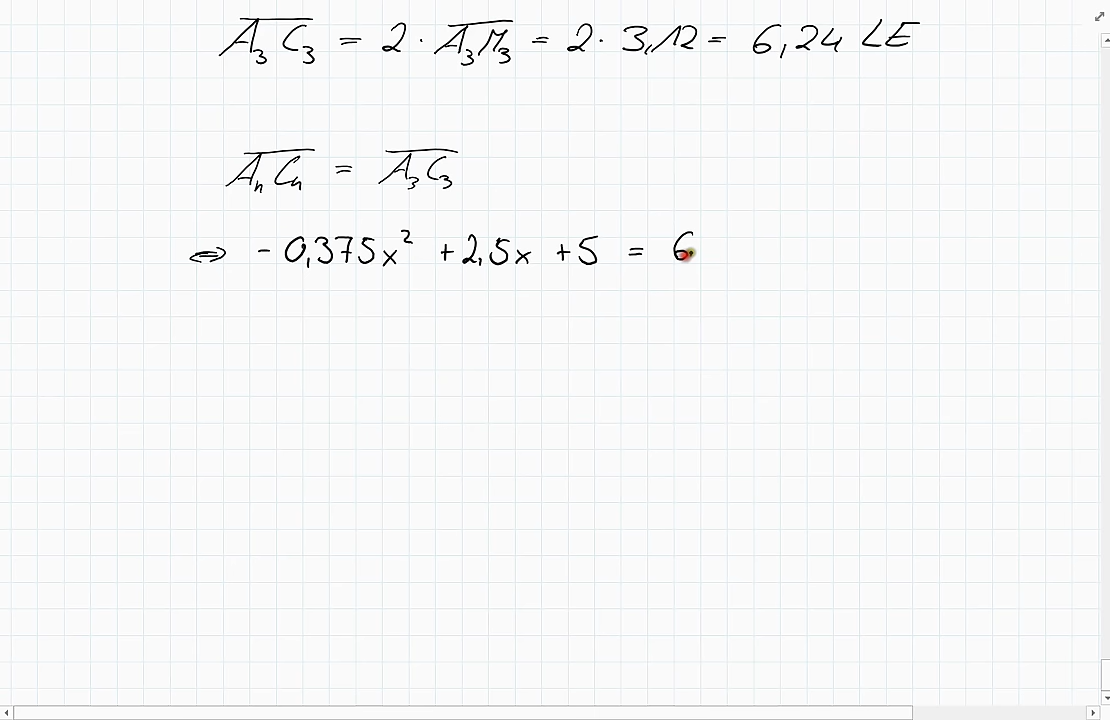 A₃C₃ = 2 · A₃M₃ = 2 · 3,12 = 6,24 LE
AₙCₙ = A₃C₃
⇔ - 0,375x² + 2,5x + 5 = 6